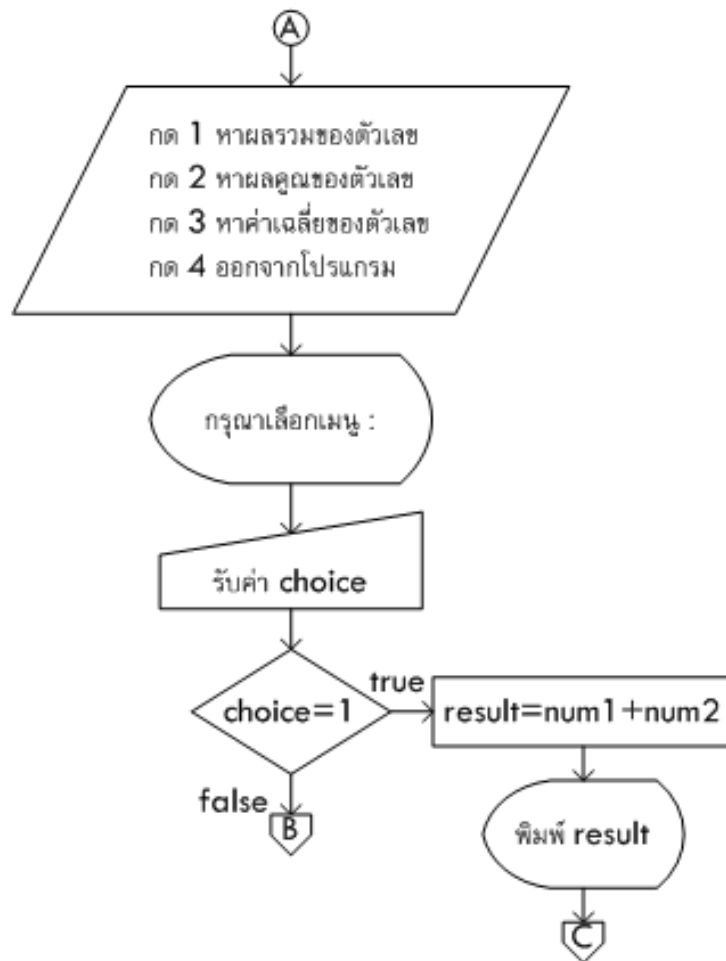 A
กด 1 หาผลรวมของตัวเลข
กด 2 หาผลคูณของตัวเลข
กด 3 หาค่าเฉลี่ยของตัวเลข
กด 4 ออกจากโปรแกรม
กรุณาเลือกเมนู :
รับค่า choice
choice=1
true
result=num1+num2
false
B
พิมพ์ result
C